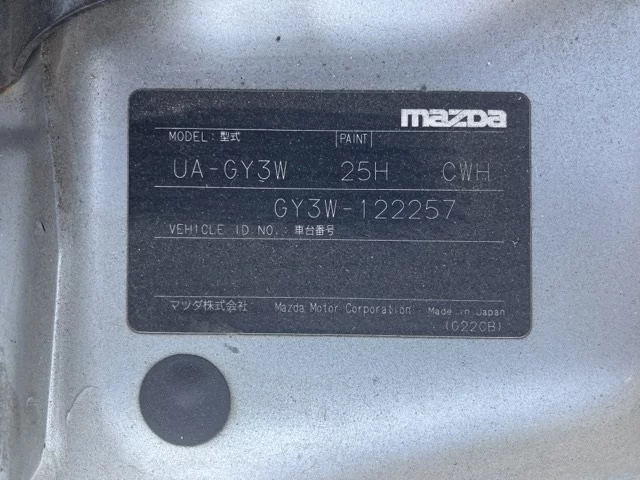 mazda
MODEL:型式 PAINT
UA-GY3W 25H CWH
GY3W-122257
VEHICLE ID NO.:車台番号
マツダ株式会社 Mazda Motor Corporation Made in Japan
(G22CB)